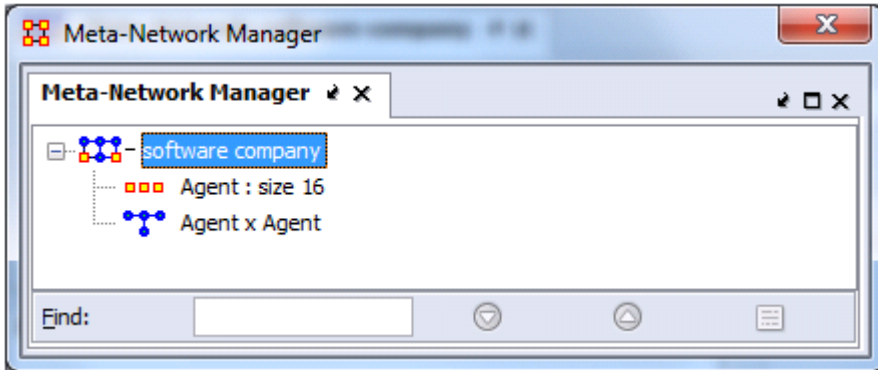 Meta-Network Manager
Meta-Network Manager
software company
Agent : size 16
Agent x Agent
Find: